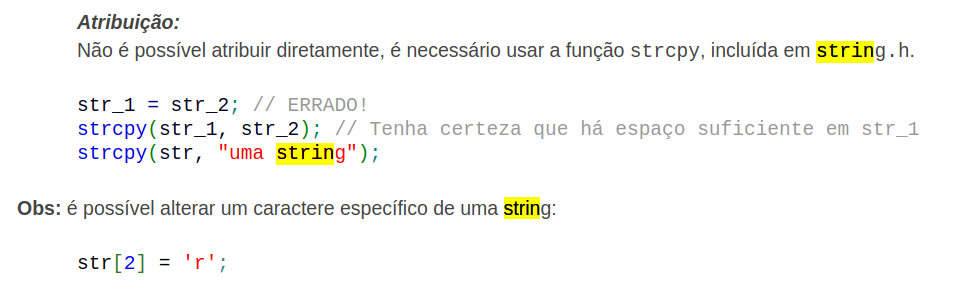 Atribuição:
Não é possível atribuir diretamente, é necessário usar a função strcpy, incluída em string.h.
str_1 = str_2; // ERRADO!
strcpy(str_1, str_2); // Tenha certeza que há espaço suficiente em str_1
strcpy(str, "uma string");
Obs: é possível alterar um caractere específico de uma string:
str[2] = 'r';